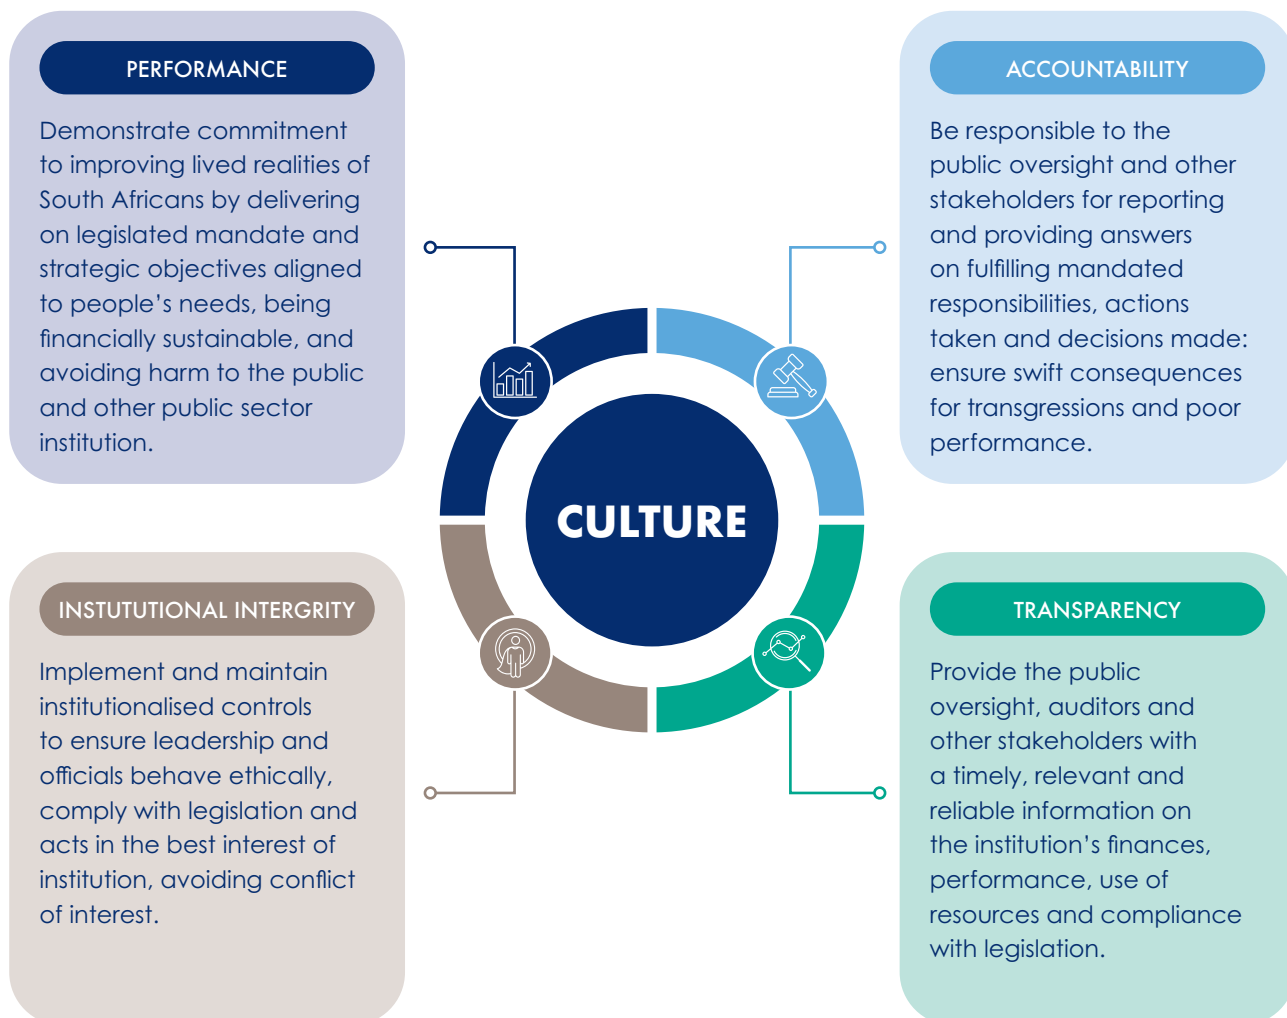 PERFORMANCE
Demonstrate commitment
to improving lived realities of
South Africans by delivering
on legislated mandate and
strategic objectives aligned
to people’s needs, being
financially sustainable, and
avoiding harm to the public
and other public sector
institution.
ACCOUNTABILITY
Be responsible to the
public oversight and other
stakeholders for reporting
and providing answers
on fulfilling mandated
responsibilities, actions
taken and decisions made:
ensure swift consequences
for transgressions and poor
performance.
CULTURE
INSTUTUTIONAL INTERGRITY
Implement and maintain
institutionalised controls
to ensure leadership and
officials behave ethically,
comply with legislation and
acts in the best interest of
institution, avoiding conflict
of interest.
TRANSPARENCY
Provide the public
oversight, auditors and
other stakeholders with
a timely, relevant and
reliable information on
the institution’s finances,
performance, use of
resources and compliance
with legislation.